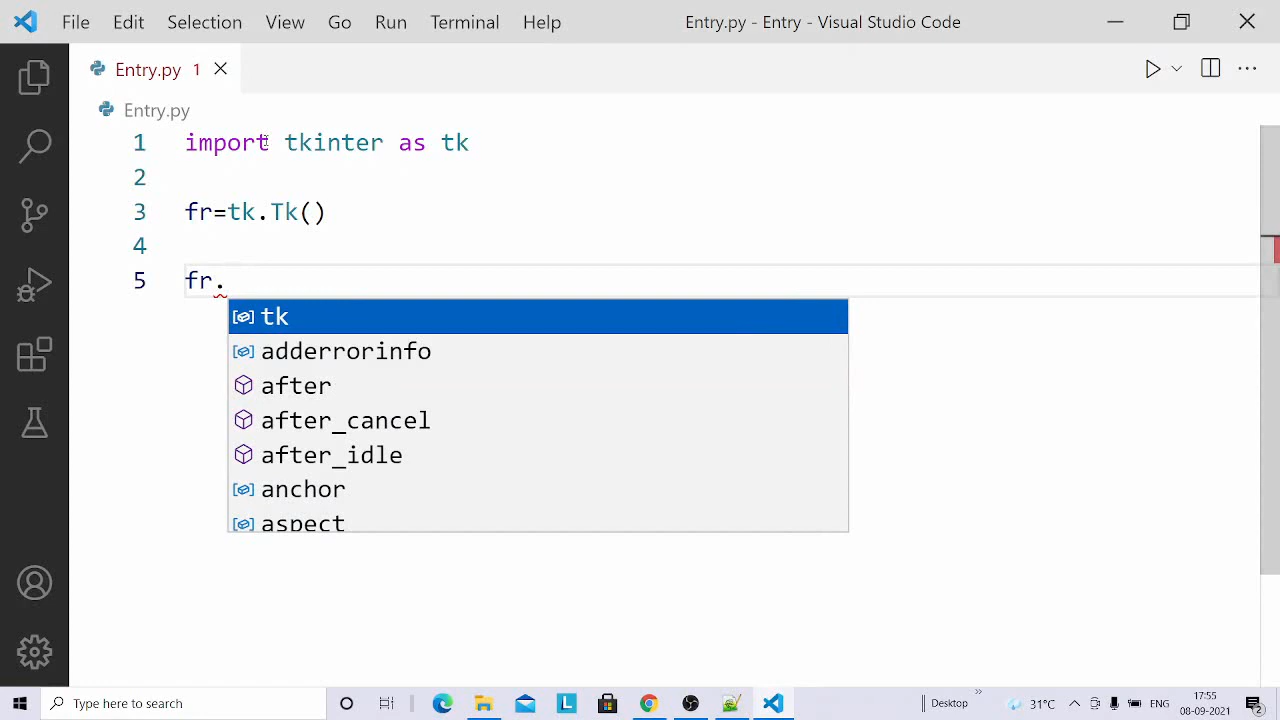 File Edit Selection View Go Run Terminal Help Entry.py - Entry - Visual Studio Code
Entry.py 1
Entry.py
1 import tkinter as tk
2
3 fr=tk.Tk()
4
5 fr.
tk
adderrorinfo
after
after_cancel
after_idle
anchor
aspect
Type here to search
L
Desktop
31°C
ENG
17:55
08-09-2021
2